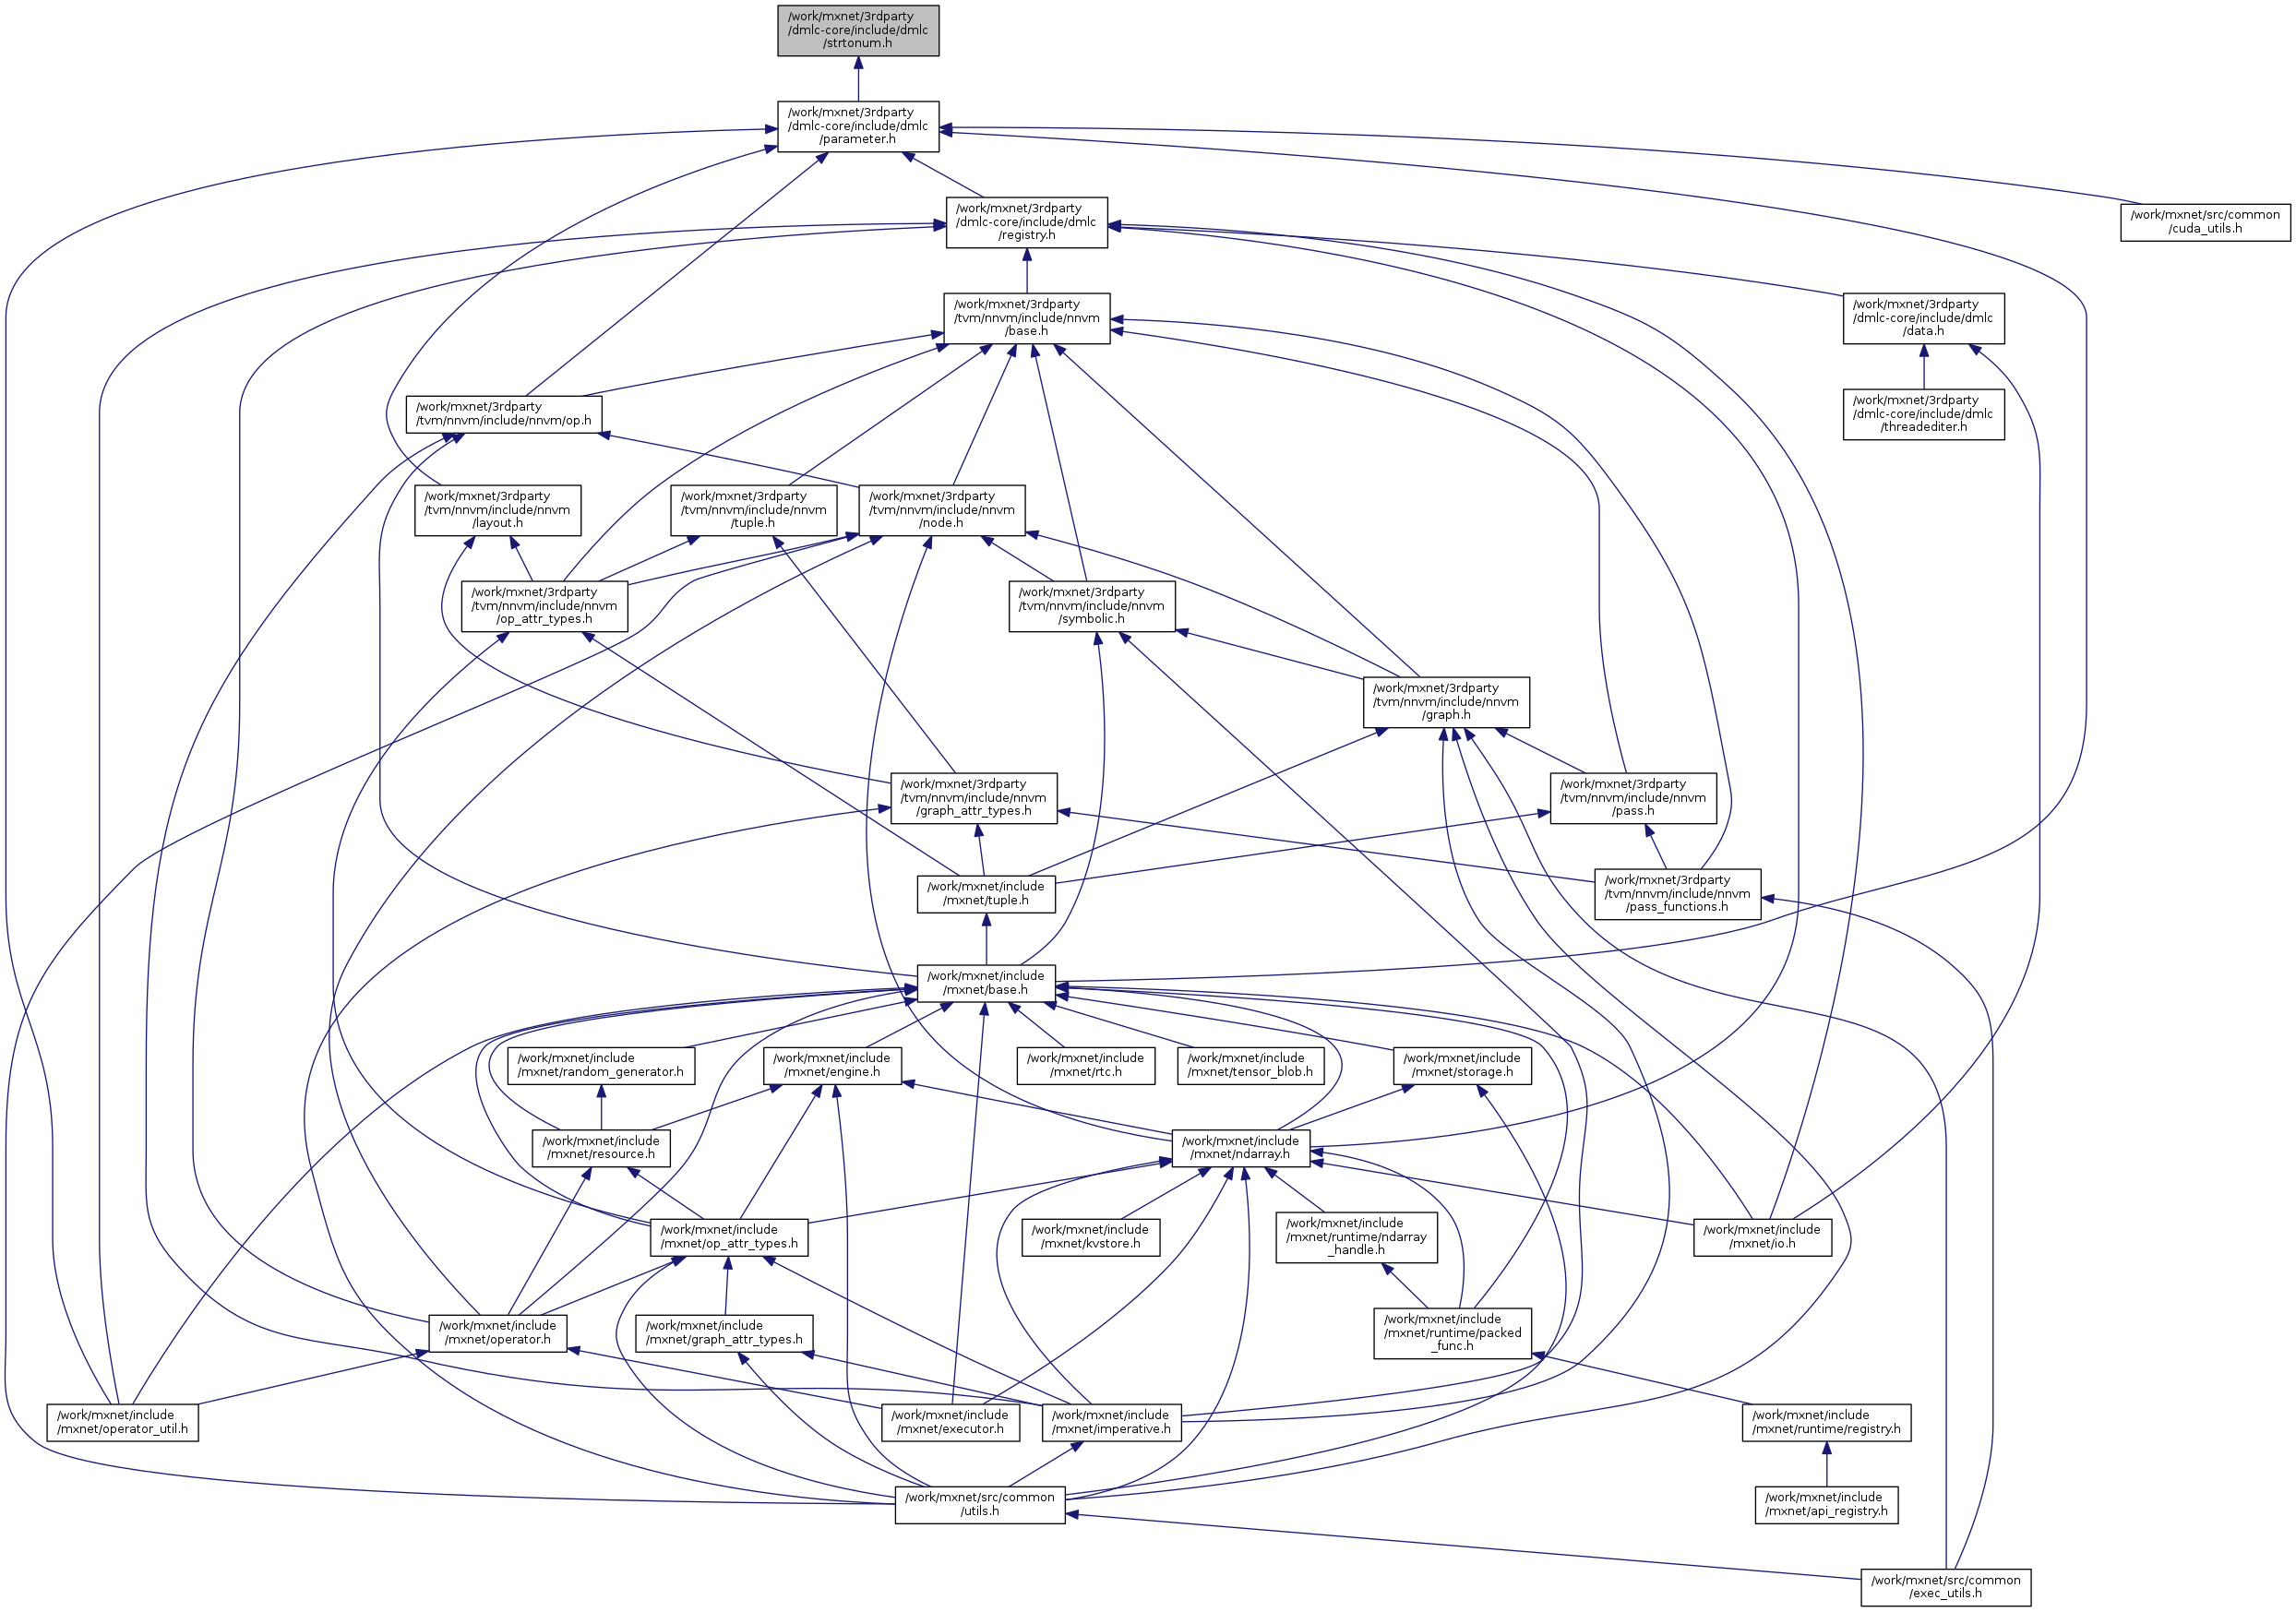 /work/mxnet/3rdparty
/dmlc-core/include/dmlc
/strtonum.h
/work/mxnet/3rdparty
/dmlc-core/include/dmlc
/parameter.h
/work/mxnet/3rdparty
/dmlc-core/include/dmlc
/registry.h
/work/mxnet/src/common
/cuda_utils.h
/work/mxnet/3rdparty
/tvm/nnvm/include/nnvm
/base.h
/work/mxnet/3rdparty
/dmlc-core/include/dmlc
/data.h
/work/mxnet/3rdparty
/tvm/nnvm/include/nnvm/op.h
/work/mxnet/3rdparty
/dmlc-core/include/dmlc
/threadediter.h
/work/mxnet/3rdparty
/tvm/nnvm/include/nnvm
/layout.h
/work/mxnet/3rdparty
/tvm/nnvm/include/nnvm
/tuple.h
/work/mxnet/3rdparty
/tvm/nnvm/include/nnvm
/node.h
/work/mxnet/3rdparty
/tvm/nnvm/include/nnvm
/op_attr_types.h
/work/mxnet/3rdparty
/tvm/nnvm/include/nnvm
/symbolic.h
/work/mxnet/3rdparty
/tvm/nnvm/include/nnvm
/graph.h
/work/mxnet/3rdparty
/tvm/nnvm/include/nnvm
/graph_attr_types.h
/work/mxnet/3rdparty
/tvm/nnvm/include/nnvm
/pass.h
/work/mxnet/include
/mxnet/tuple.h
/work/mxnet/3rdparty
/tvm/nnvm/include/nnvm
/pass_functions.h
/work/mxnet/include
/mxnet/base.h
/work/mxnet/include
/mxnet/random_generator.h
/work/mxnet/include
/mxnet/engine.h
/work/mxnet/include
/mxnet/rtc.h
/work/mxnet/include
/mxnet/tensor_blob.h
/work/mxnet/include
/mxnet/storage.h
/work/mxnet/include
/mxnet/resource.h
/work/mxnet/include
/mxnet/ndarray.h
/work/mxnet/include
/mxnet/op_attr_types.h
/work/mxnet/include
/mxnet/kvstore.h
/work/mxnet/include
/mxnet/runtime/ndarray
_handle.h
/work/mxnet/include
/mxnet/io.h
/work/mxnet/include
/mxnet/operator.h
/work/mxnet/include
/mxnet/graph_attr_types.h
/work/mxnet/include
/mxnet/runtime/packed
_func.h
/work/mxnet/include
/mxnet/operator_util.h
/work/mxnet/include
/mxnet/executor.h
/work/mxnet/include
/mxnet/imperative.h
/work/mxnet/include
/mxnet/runtime/registry.h
/work/mxnet/src/common
/utils.h
/work/mxnet/include
/mxnet/api_registry.h
/work/mxnet/src/common
/exec_utils.h